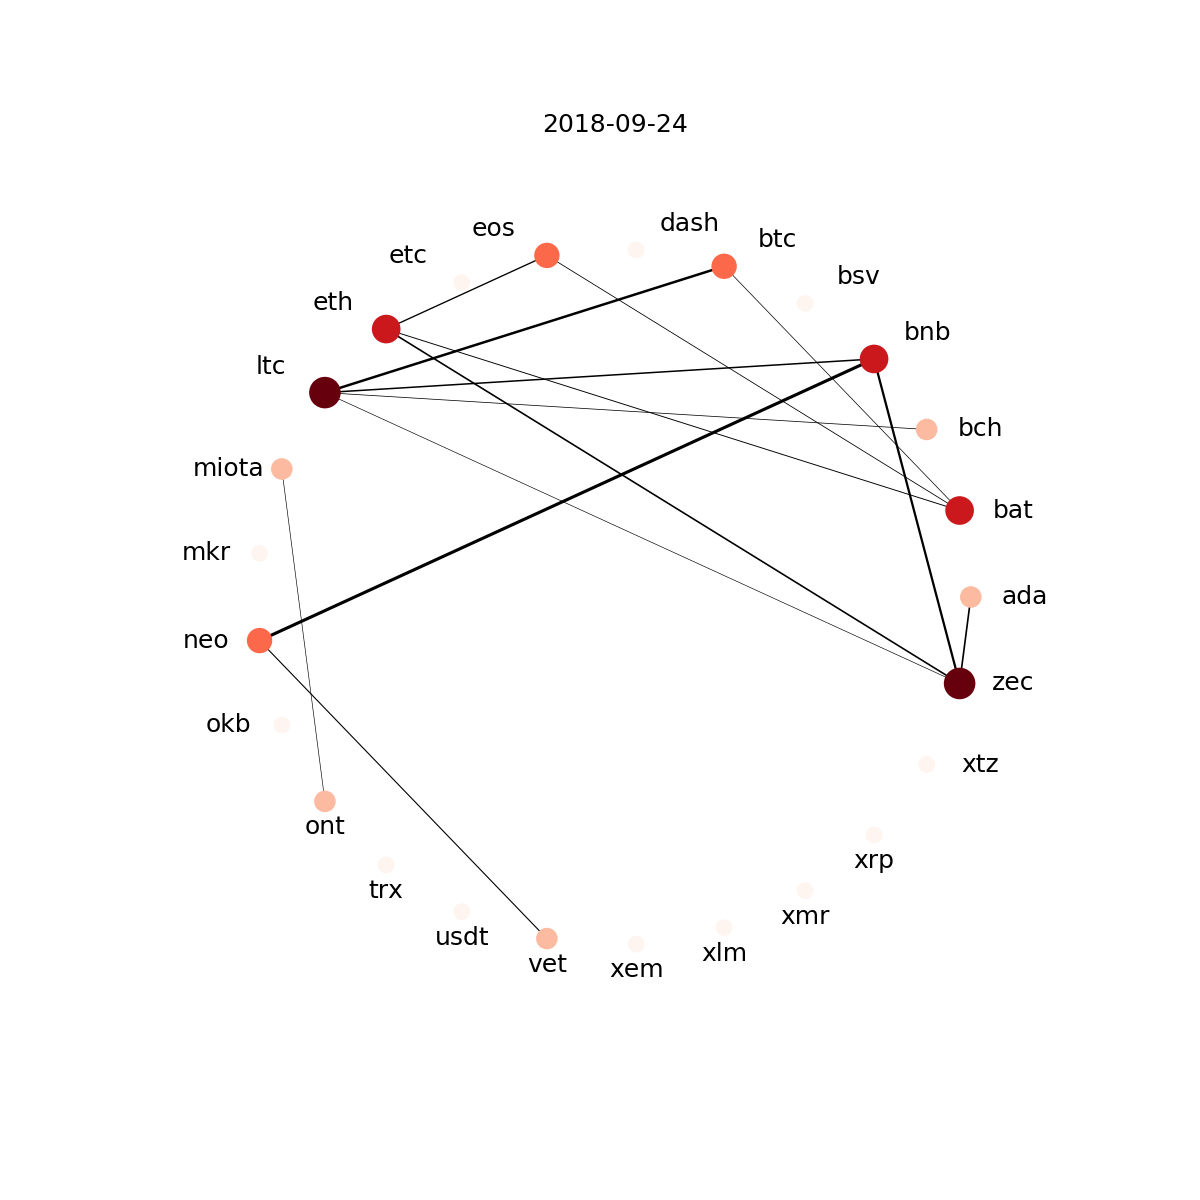 2018-09-24
dash
eos
btc
etc
bsv
eth
bnb
ltc
bch
miota
bat
mkr
ada
neo
zec
okb
xtz
ont
xrp
trx
xmr
usdt
xlm
vet
xem